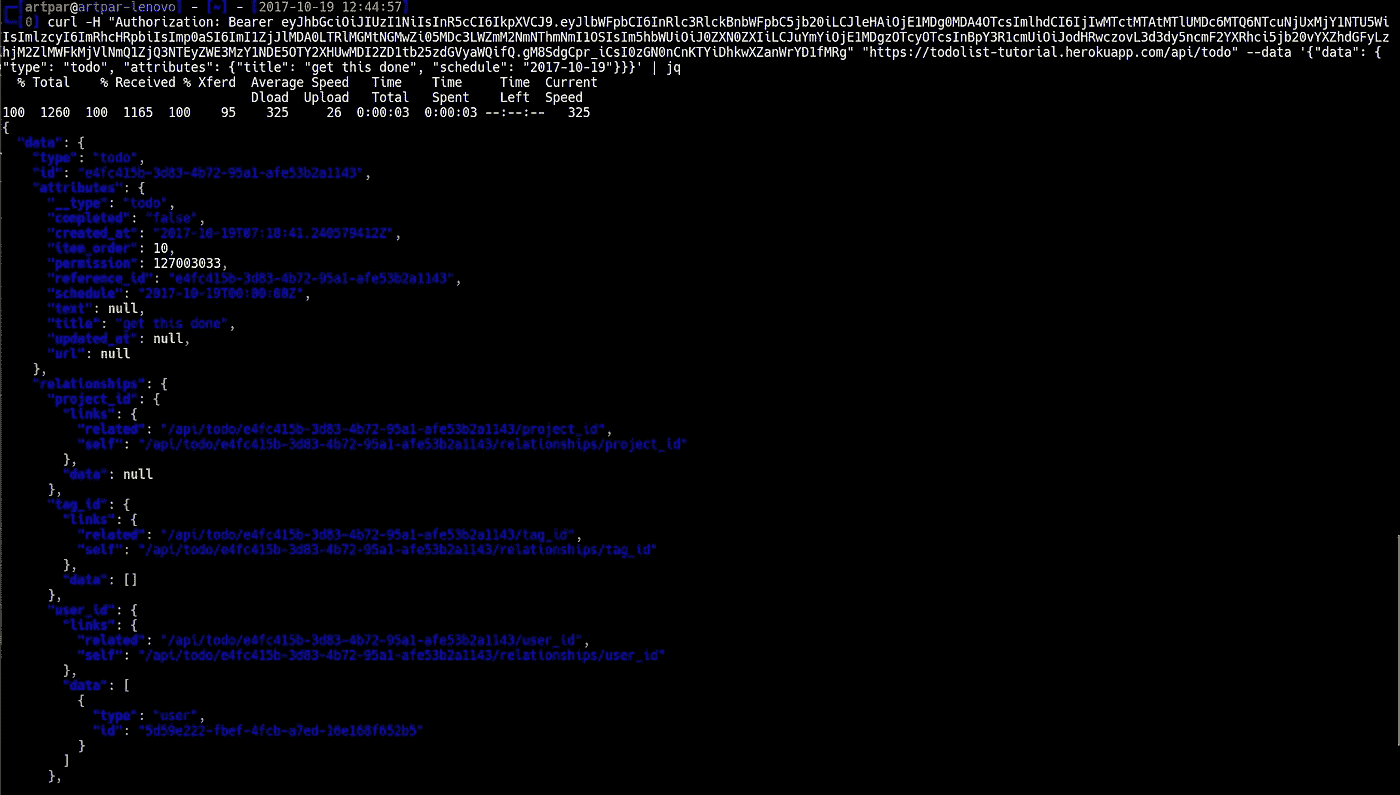 artpar@artpar-lenovo - [~] - [2017-10-19 12:44:57]
[0] curl -H "Authorization: Bearer eyJhbGciOiJIUzI1NiIsInR5cCI6IkpXVCJ9.eyJlbWFpbCI6InRlc3RlckBnbWFpbC5jb20iLCJleHAiOjE1MDg0MDA4OTcsImlhdCI6IjIwMTctMTAtMTlUMDc6MTQ6NTcuNjUxMjY1NTU5Wi
IsImlzcyI6ImRhcHRpbiIsImp0aSI6ImI1ZjJlMDA0LTRlMGMtNGMwZi05MDc3LWZmM2NmNThmNmI1OSIsIm5hbWUiOiJ0ZXN0ZXIiLCJuYmYiOjE1MDgzOTcyOTcsInBpY3R1cmUiOiJodHRwczovL3d3dy5ncmF2YXRhci5jb20vYXZhdGFyLz
hjM2ZlMWFkMjVlNmQ1ZjQ3NTEyZWE3MzY1NDE5OTY2XHUwMDI2ZD1tb25zdGVyaWQifQ.gM8SdgCpr_iCsI0zGN0nCnKTYiDhkwXZanWrYD1fMRg" "https://todolist-tutorial.herokuapp.com/api/todo" --data '{"data": {
"type": "todo", "attributes": {"title": "get this done", "schedule": "2017-10-19"}}}' | jq
% Total % Received % Xferd Average Speed Time Time Time Current
Dload Upload Total Spent Left Speed
100 1260 100 1165 100 95 325 26 0:00:03 0:00:03 --:--:-- 325
{
"data": {
"type": "todo",
"id": "e4fc415b-3d83-4b72-95a1-afe53b2a1143",
"attributes": {
"__type": "todo",
"completed": "false",
"created_at": "2017-10-19T07:18:41.240579412Z",
"item_order": 10,
"permission": 127003033,
"reference_id": "e4fc415b-3d83-4b72-95a1-afe53b2a1143",
"schedule": "2017-10-19T00:00:00Z",
"text": null,
"title": "get this done",
"updated_at": null,
"url": null
},
"relationships": {
"project_id": {
"links": {
"related": "/api/todo/e4fc415b-3d83-4b72-95a1-afe53b2a1143/project_id",
"self": "/api/todo/e4fc415b-3d83-4b72-95a1-afe53b2a1143/relationships/project_id"
},
"data": null
},
"tag_id": {
"links": {
"related": "/api/todo/e4fc415b-3d83-4b72-95a1-afe53b2a1143/tag_id",
"self": "/api/todo/e4fc415b-3d83-4b72-95a1-afe53b2a1143/relationships/tag_id"
},
"data": []
},
"user_id": {
"links": {
"related": "/api/todo/e4fc415b-3d83-4b72-95a1-afe53b2a1143/user_id",
"self": "/api/todo/e4fc415b-3d83-4b72-95a1-afe53b2a1143/relationships/user_id"
},
"data": [
{
"type": "user",
"id": "5d59e222-fbef-4fcb-a7ed-16e168f652b5"
}
]
},